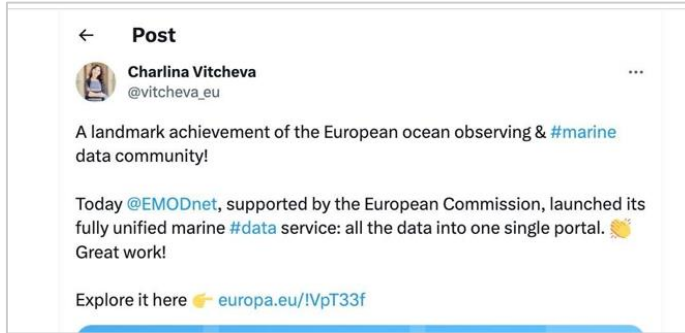 ← Post
Charlina Vitcheva
@vitcheva_eu
A landmark achievement of the European ocean observing & #marine
data community!
Today @EMODnet, supported by the European Commission, launched its
fully unified marine #data service: all the data into one single portal. 👏
Great work!
Explore it here 👉 europa.eu/!VpT33f